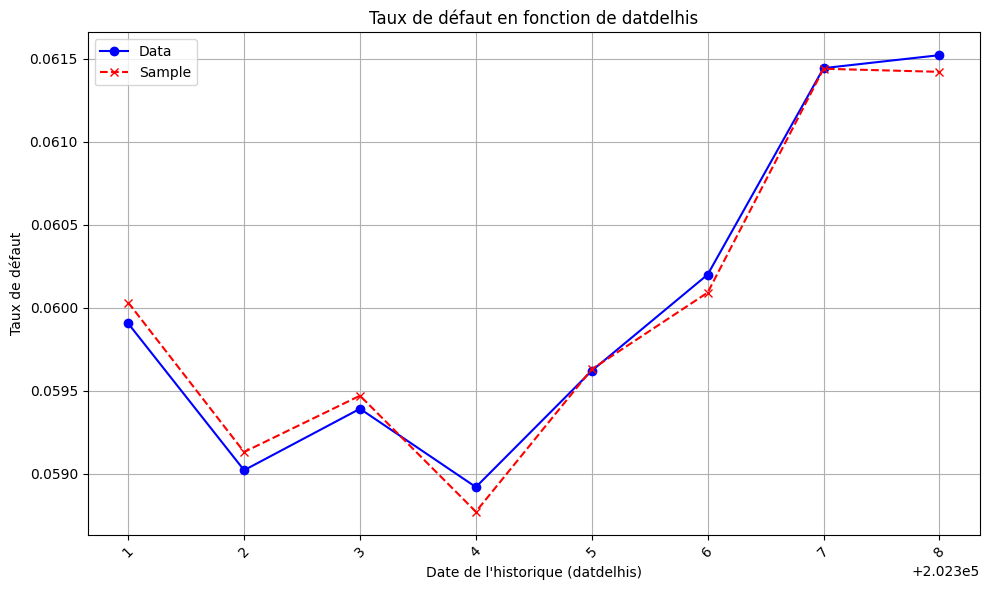 Taux de défaut en fonction de datdelhis
Data
Sample
0.0615
0.0610
0.0605
0.0600
0.0595
0.0590
Taux de défaut
1 2 3 4 5 6 7 8
Date de l'historique (datdelhis)
+2.023e5